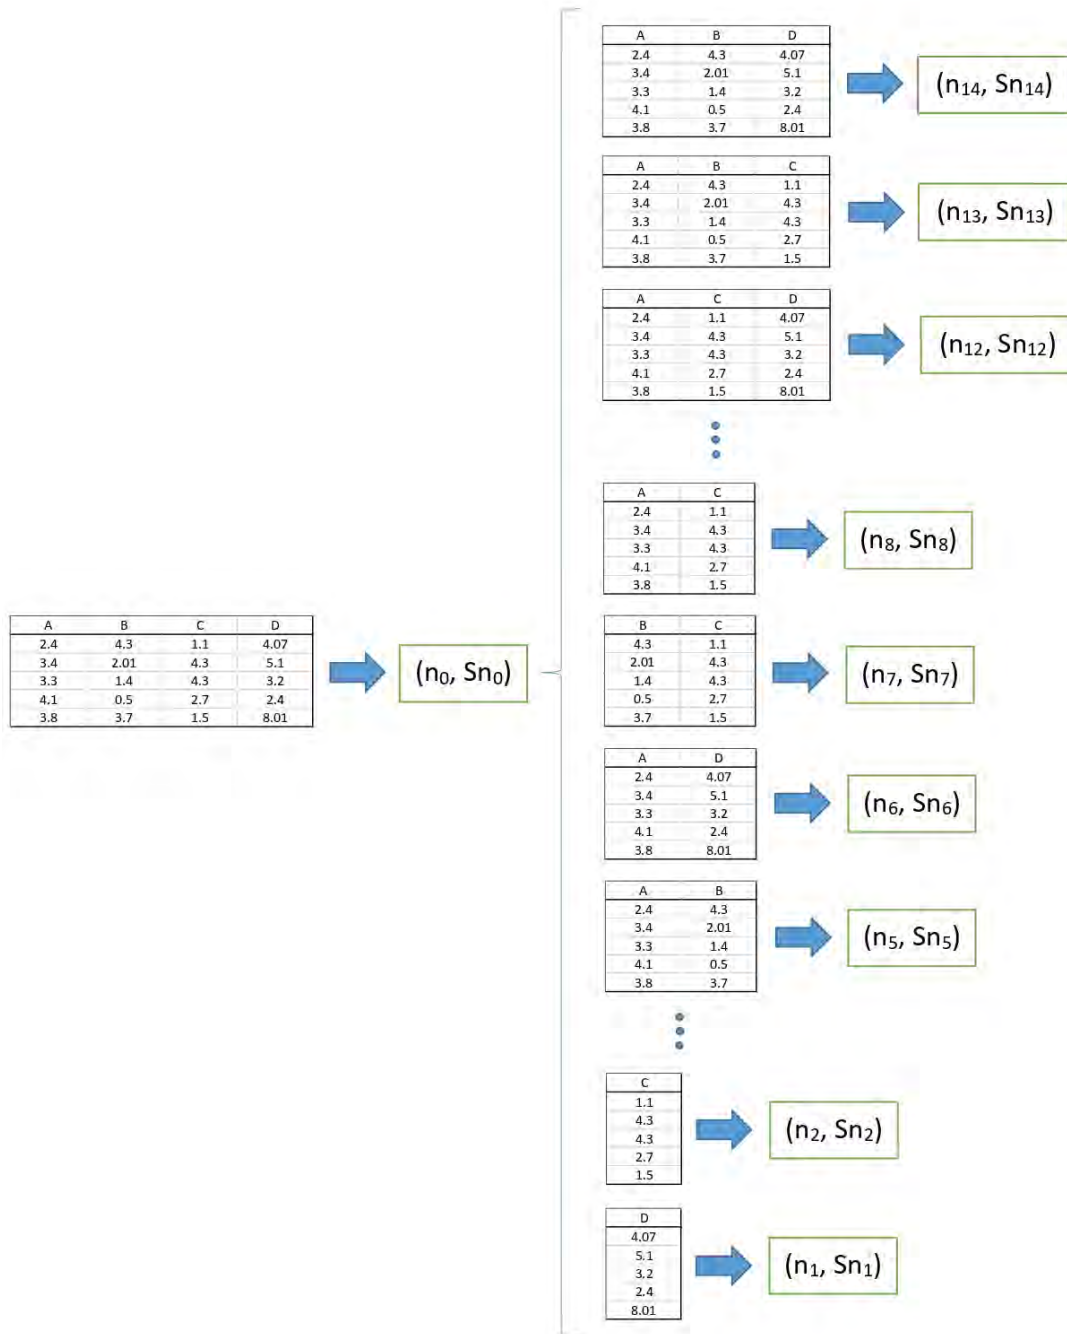 A B D
2.4 4.3 4.07
3.4 2.01 5.1
3.3 1.4 3.2
4.1 0.5 2.4
3.8 3.7 8.01
(n14, Sn14)
A B C
2.4 4.3 1.1
3.4 2.01 4.3
3.3 1.4 4.3
4.1 0.5 2.7
3.8 3.7 1.5
(n13, Sn13)
A C D
2.4 1.1 4.07
3.4 4.3 5.1
3.3 4.3 3.2
4.1 2.7 2.4
3.8 1.5 8.01
(n12, Sn12)
A C
2.4 1.1
3.4 4.3
3.3 4.3
4.1 2.7
3.8 1.5
(n8, Sn8)
A B C D
2.4 4.3 1.1 4.07
3.4 2.01 4.3 5.1
3.3 1.4 4.3 3.2
4.1 0.5 2.7 2.4
3.8 3.7 1.5 8.01
(n0, Sn0)
B C
4.3 1.1
2.01 4.3
1.4 4.3
0.5 2.7
3.7 1.5
(n7, Sn7)
A D
2.4 4.07
3.4 5.1
3.3 3.2
4.1 2.4
3.8 8.01
(n6, Sn6)
A B
2.4 4.3
3.4 2.01
3.3 1.4
4.1 0.5
3.8 3.7
(n5, Sn5)
C
1.1
4.3
4.3
2.7
1.5
(n2, Sn2)
D
4.07
5.1
3.2
2.4
8.01
(n1, Sn1)